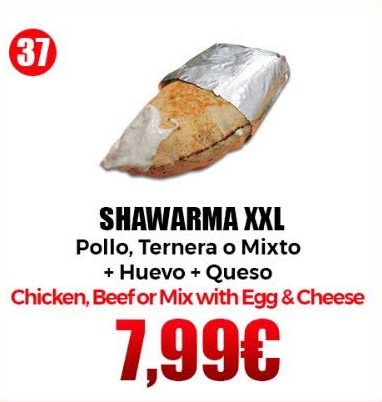 37
SHAWARMA XXL
Pollo, Ternera o Mixto
+ Huevo + Queso
Chicken, Beef or Mix with Egg & Cheese
7,99€